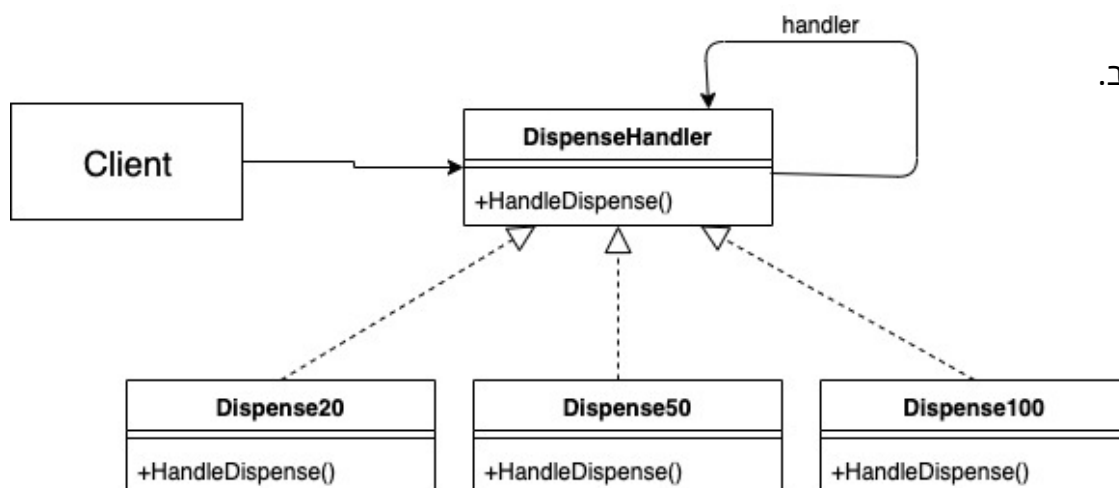 handler
ב.
DispenseHandler
Client
+HandleDispense()
Dispense20
Dispense50
Dispense100
+HandleDispense()
+HandleDispense()
+HandleDispense()